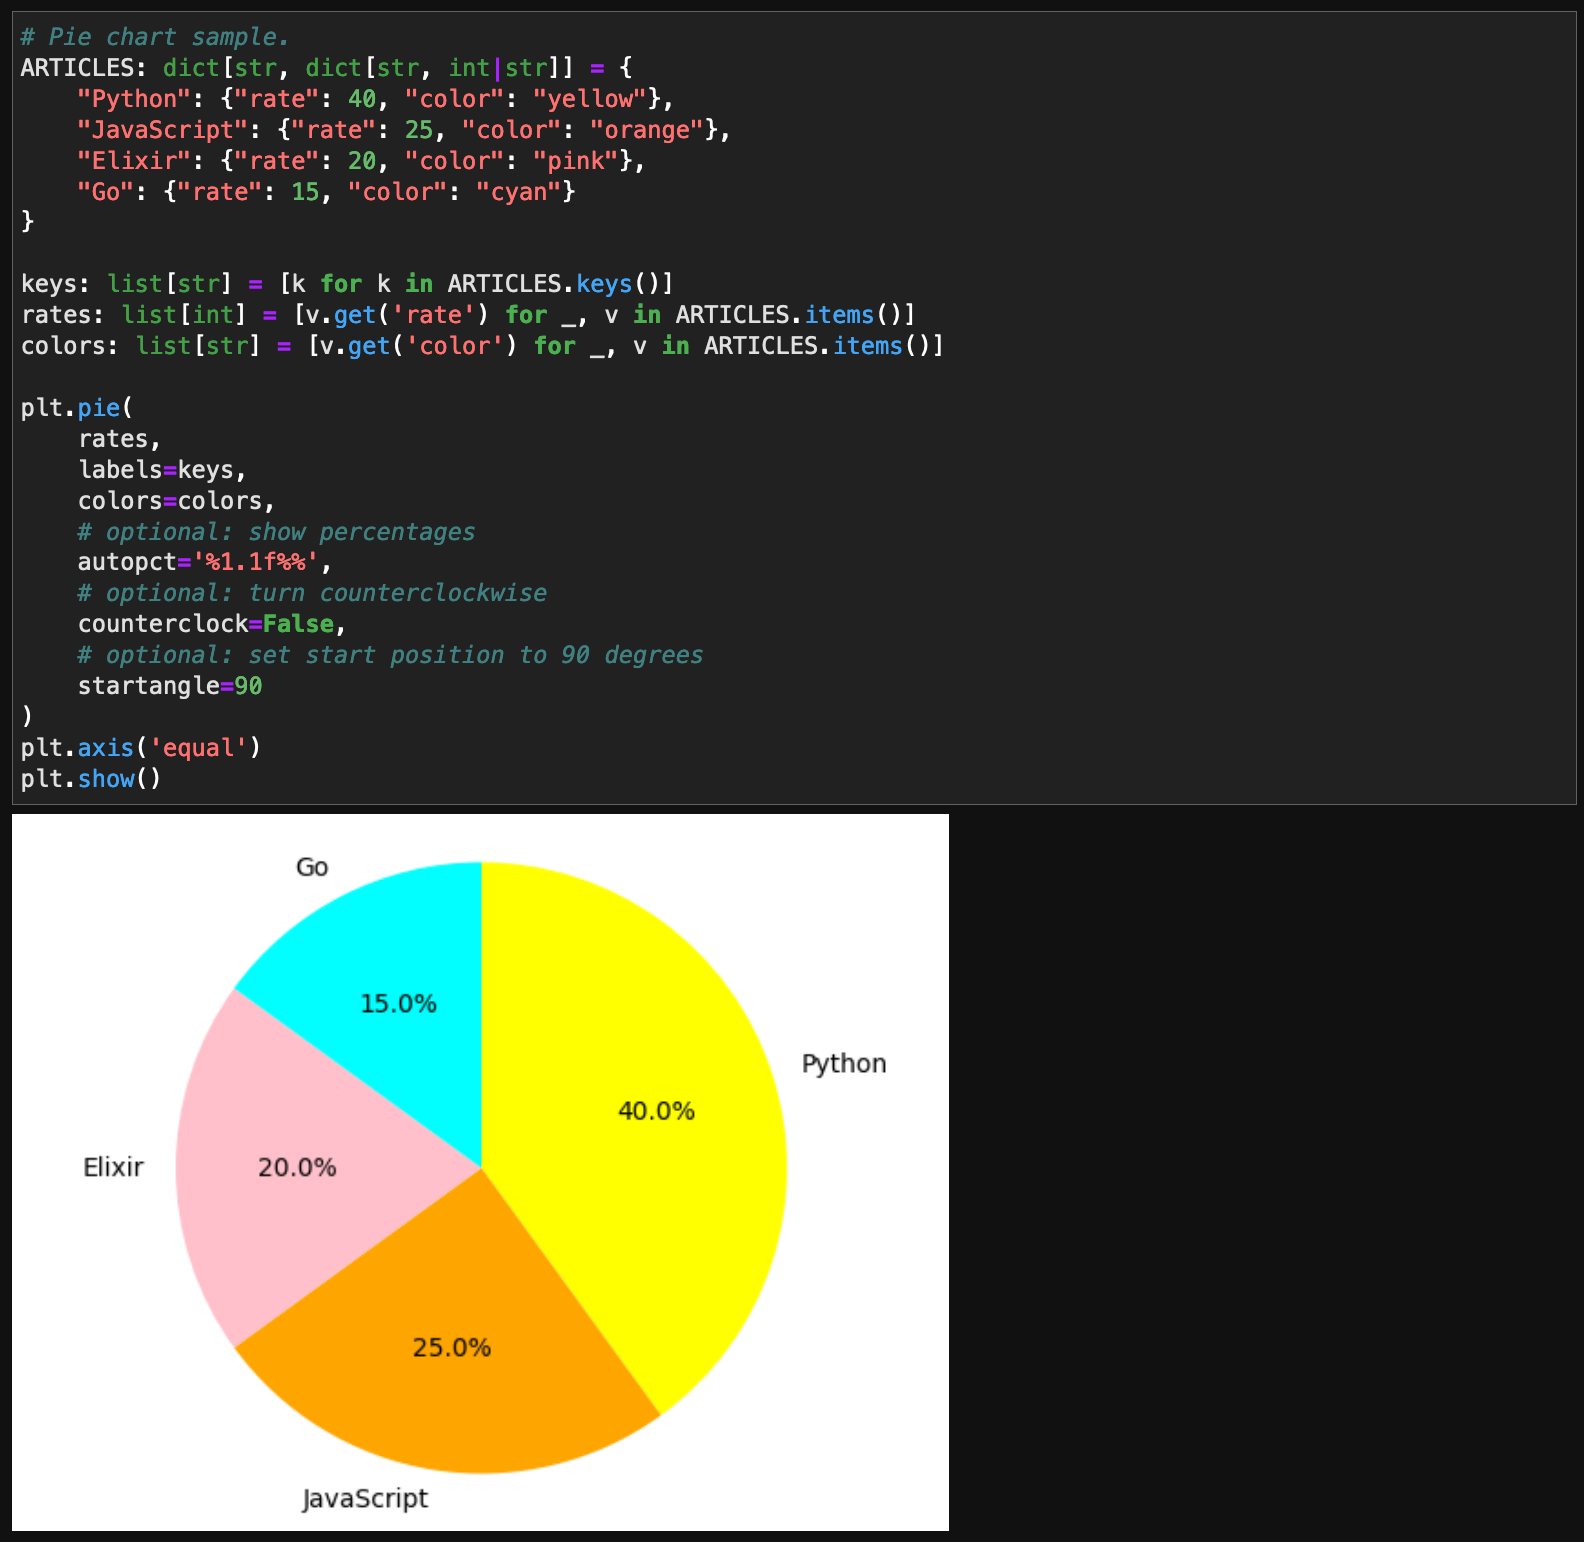 # Pie chart sample.
ARTICLES: dict[str, dict[str, int|str]] = {
    "Python": {"rate": 40, "color": "yellow"},
    "JavaScript": {"rate": 25, "color": "orange"},
    "Elixir": {"rate": 20, "color": "pink"},
    "Go": {"rate": 15, "color": "cyan"}
}

keys: list[str] = [k for k in ARTICLES.keys()]
rates: list[int] = [v.get('rate') for _, v in ARTICLES.items()]
colors: list[str] = [v.get('color') for _, v in ARTICLES.items()]

plt.pie(
    rates,
    labels=keys,
    colors=colors,
    # optional: show percentages
    autopct='%1.1f%%',
    # optional: turn counterclockwise
    counterclock=False,
    # optional: set start position to 90 degrees
    startangle=90
)
plt.axis('equal')
plt.show()
Go
15.0%
Python
40.0%
Elixir
20.0%
25.0%
JavaScript